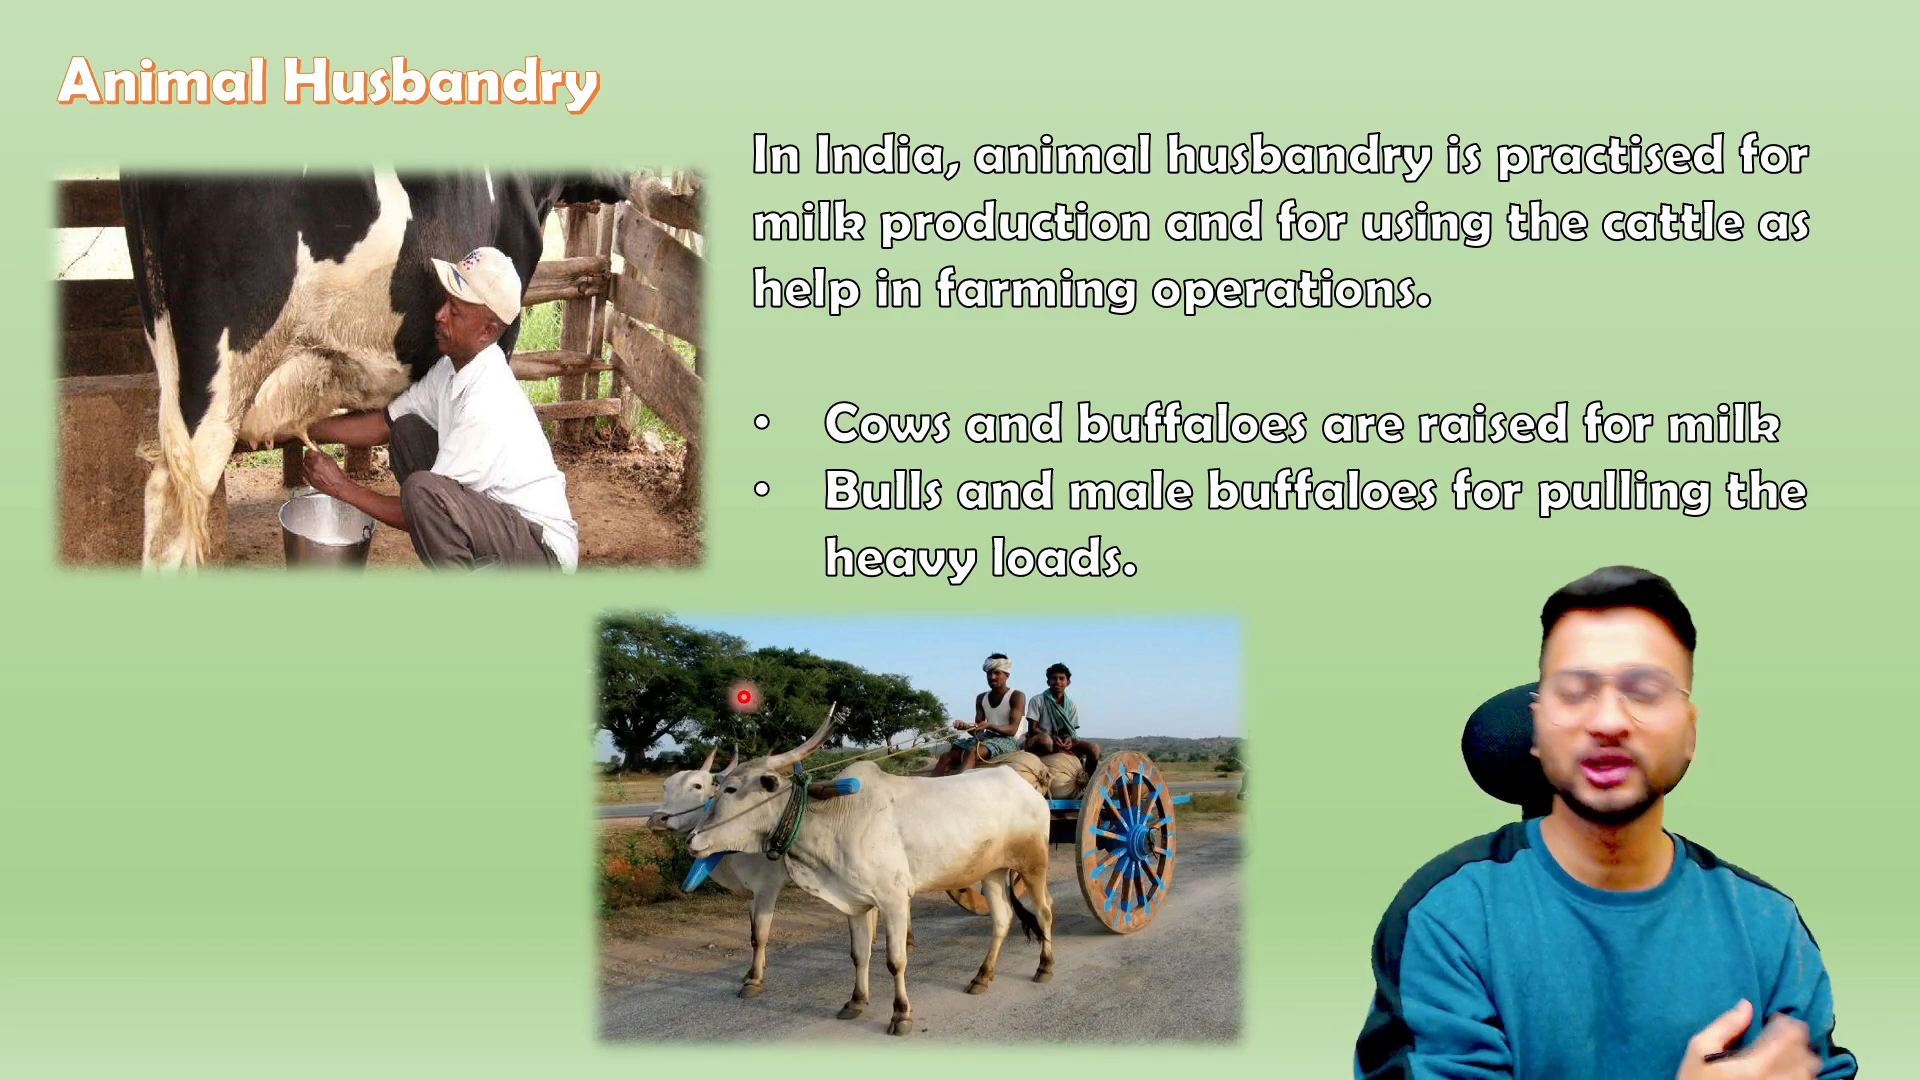 Animal Husbandry
In India, animal husbandry is practised for
milk production and for using the cattle as
help in farming operations.
• Cows and buffaloes are raised for milk
• Bulls and male buffaloes for pulling the
heavy loads.